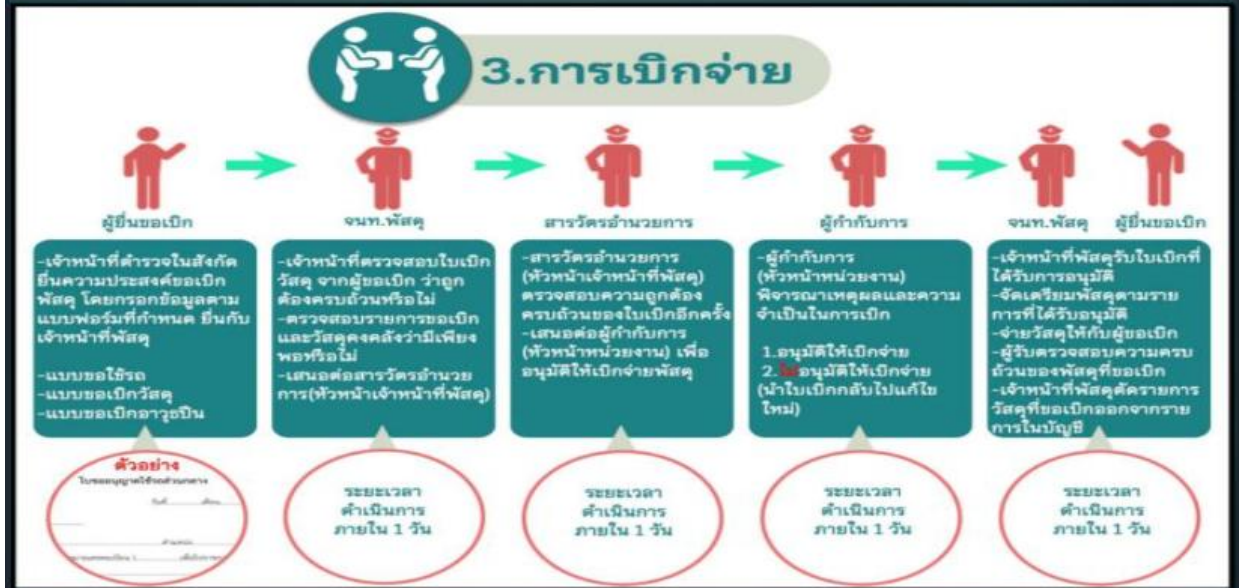 3.การเบิกจ่าย
ผู้ยื่นขอเบิก
-เจ้าหน้าที่ตำรวจในสังกัด
ยื่นความประสงค์ขอเบิก
พัสดุ โดยกรอกข้อมูลตาม
แบบฟอร์มที่กำหนด ยื่นกับ
เจ้าหน้าที่พัสดุ
-แบบขอใช้รถ
-แบบขอเบิกวัสดุ
-แบบขอเบิกอาวุธปืน
ตัวอย่าง
ใบขออนุญาตใช้รถส่วนกลาง
จนท.พัสดุ
-เจ้าหน้าที่ตรวจสอบใบเบิก
วัสดุ จากผู้ขอเบิก ว่าถูก
ต้องครบถ้วนหรือไม่
-ตรวจสอบรายการขอเบิก
และวัสดุคงคลังว่ามีเพียง
พอหรือไม่
-เสนอต่อสารวัตรอำนวย
การ(หัวหน้าเจ้าหน้าที่พัสดุ)
ระยะเวลา
ดำเนินการ
ภายใน 1 วัน
สารวัตรอำนวยการ
-สารวัตรอำนวยการ
(หัวหน้าเจ้าหน้าที่พัสดุ)
ตรวจสอบความถูกต้อง
ครบถ้วนของใบเบิกอีกครั้ง
-เสนอต่อผู้กำกับการ
(หัวหน้าหน่วยงาน) เพื่อ
อนุมัติให้เบิกจ่ายพัสดุ
ระยะเวลา
ดำเนินการ
ภายใน 1 วัน
ผู้กำกับการ
-ผู้กำกับการ
(หัวหน้าหน่วยงาน)
พิจารณาเหตุผลและความ
จำเป็นในการเบิก
1.อนุมัติให้เบิกจ่าย
2.ไม่อนุมัติให้เบิกจ่าย
(นำใบเบิกกลับไปแก้ไข
ใหม่)
ระยะเวลา
ดำเนินการ
ภายใน 1 วัน
จนท.พัสดุ ผู้ยื่นขอเบิก
-เจ้าหน้าที่พัสดุรับใบเบิกที่
ได้รับการอนุมัติ
-จัดเตรียมพัสดุตามราย
การที่ได้รับอนุมัติ
-จ่ายวัสดุให้กับผู้ขอเบิก
-ผู้รับตรวจสอบความครบ
ถ้วนของพัสดุที่ขอเบิก
-เจ้าหน้าที่พัสดุตัดรายการ
วัสดุที่ขอเบิกออกจากราย
การในบัญชี
ระยะเวลา
ดำเนินการ
ภายใน 1 วัน